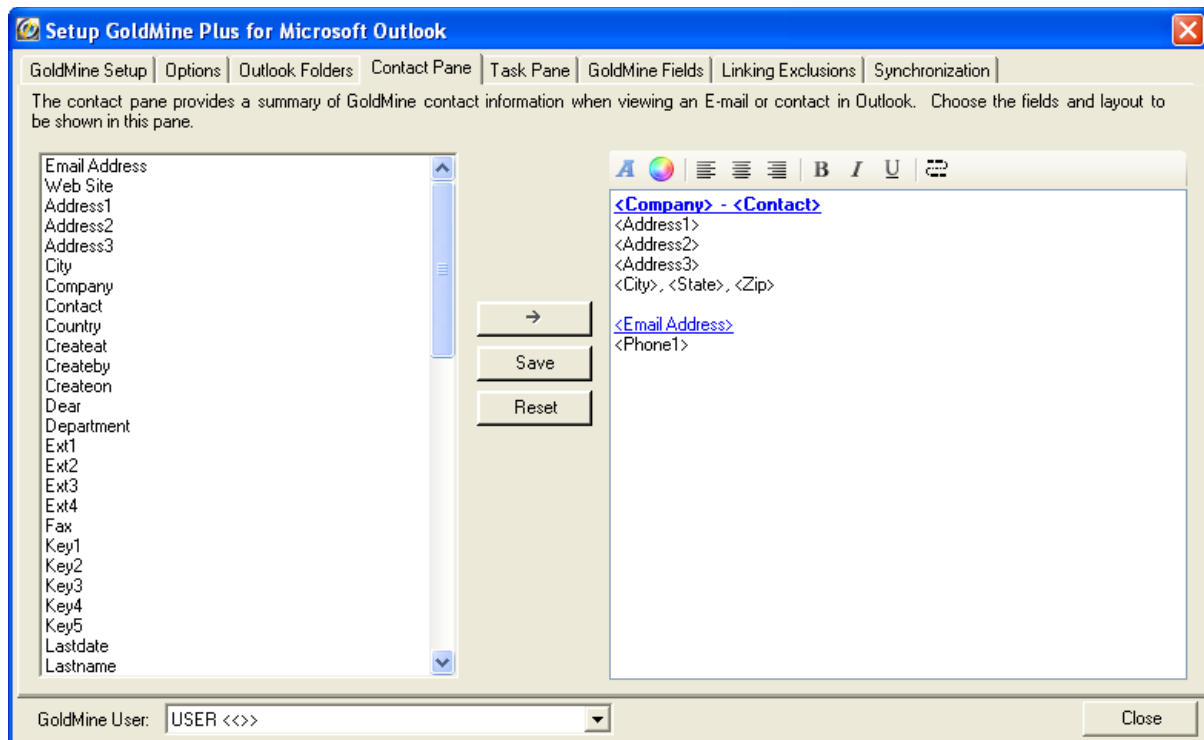 Setup GoldMine Plus for Microsoft Outlook
GoldMine Setup Options Outlook Folders Contact Pane Task Pane GoldMine Fields Linking Exclusions Synchronization
The contact pane provides a summary of GoldMine contact information when viewing an E-mail or contact in Outlook. Choose the fields and layout to
be shown in this pane.
Email Address
Web Site
Address1
Address2
Address3
City
Company
Contact
Country
Createat
Createby
Createon
Dear
Department
Ext1
Ext2
Ext3
Ext4
Fax
Key1
Key2
Key3
Key4
Key5
Lastdate
Lastname
Save
Reset
A B I U
<Company> - <Contact>
<Address1>
<Address2>
<Address3>
<City>, <State>, <Zip>
<Email Address>
<Phone1>
GoldMine User: USER <<>>
Close